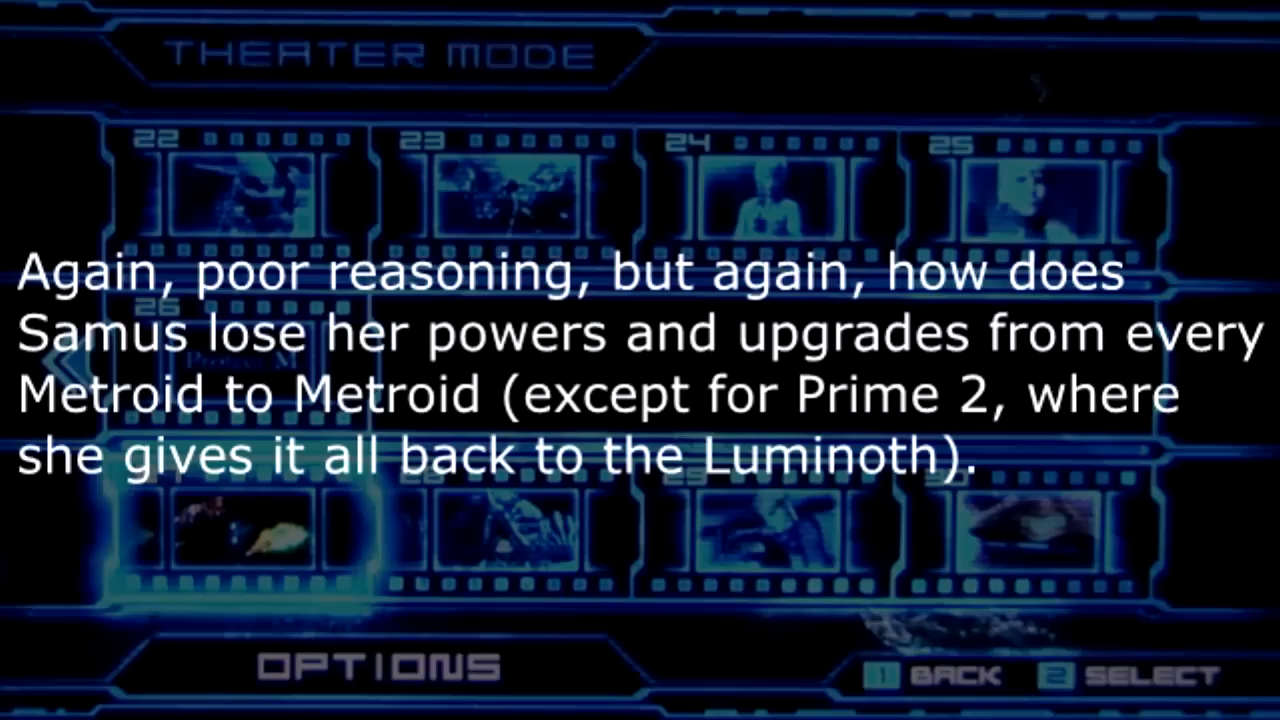 THEATER MODE
22 23 24 25
Again, poor reasoning, but again, how does
26
Samus lose her powers and upgrades from every
Metroid to Metroid (except for Prime 2, where
she gives it all back to the Luminoth).
OPTIONS
1 BACK 2 SELECT